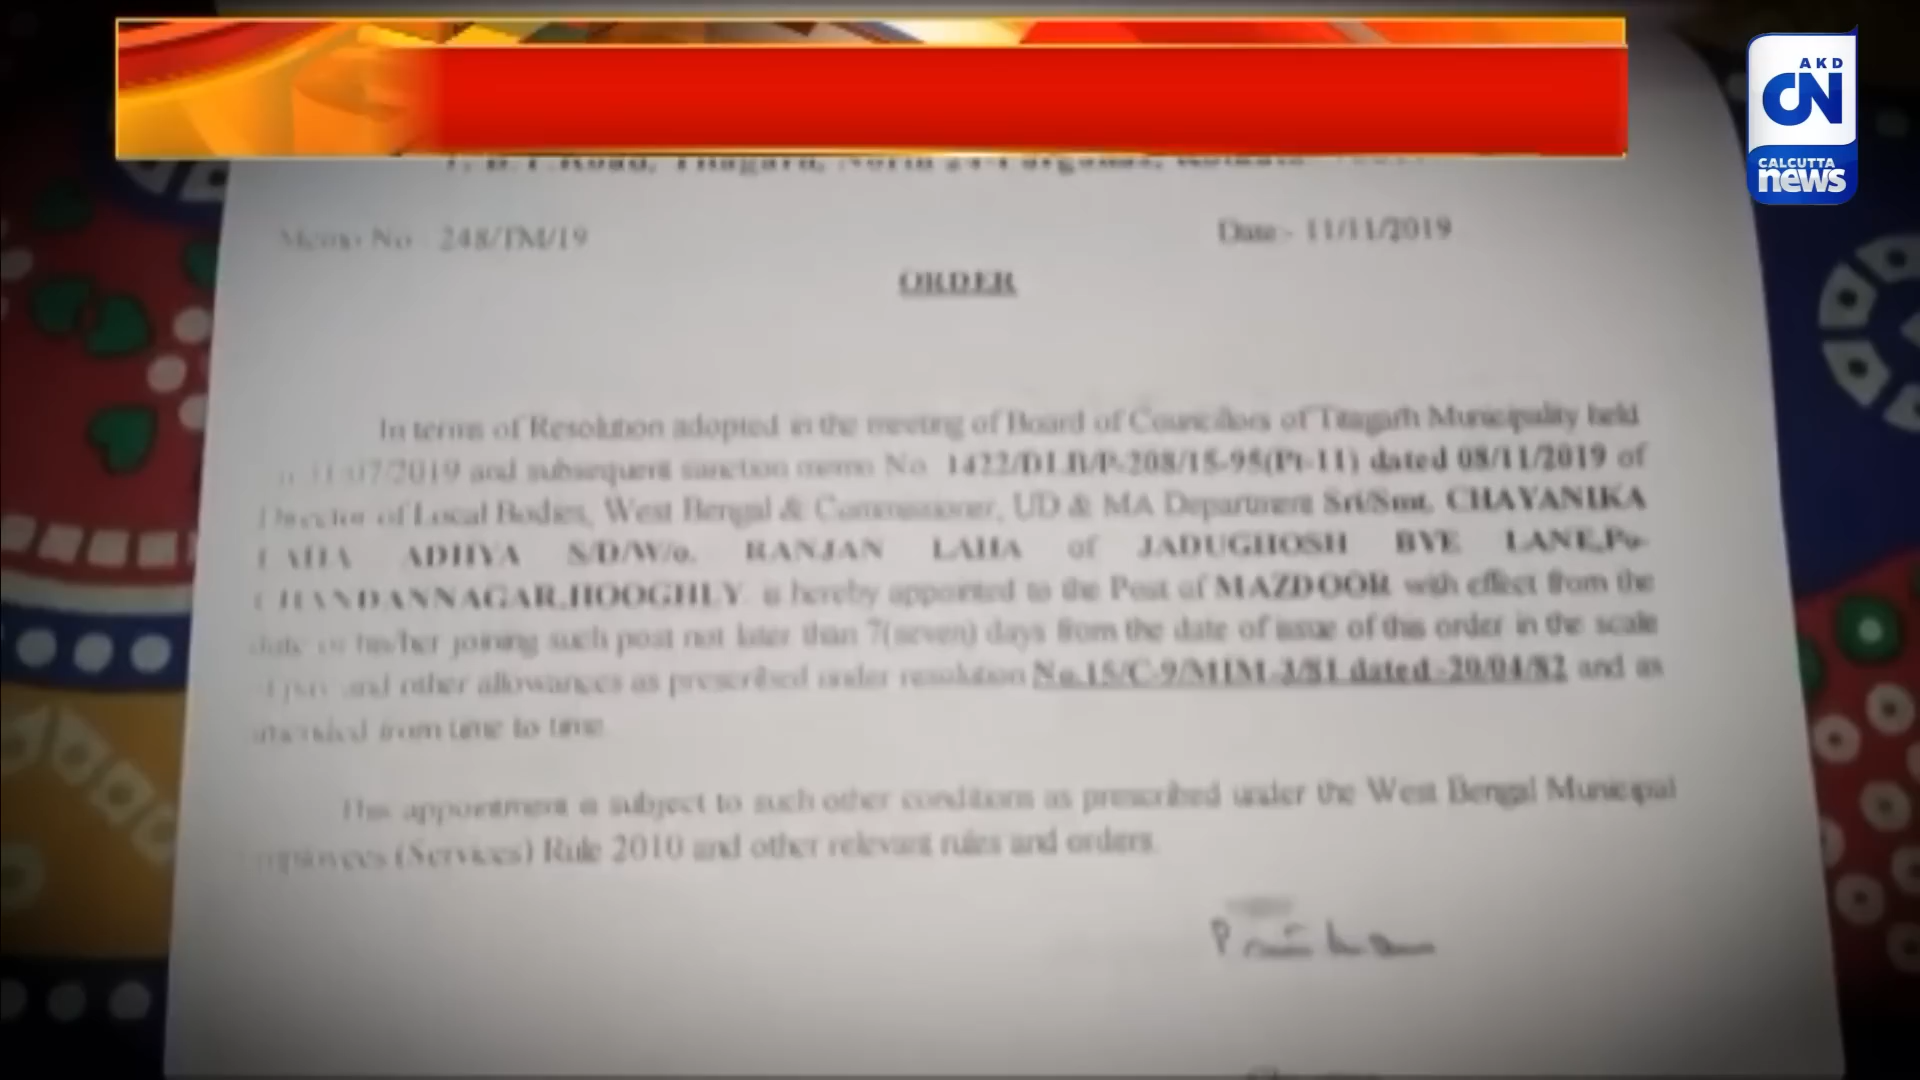 AKD
CN
CALCUTTA
news
Memo No 248/TM/19
Date:- 11/11/2019
ORDER
In terms of Resolution adopted in the meeting of Board of Councilors of Titagarh Municipality held
07/2019 and subsequent sanction memo No 1422/DLB/P-208/15-95(Pt-11) dated 08/11/2019 of
Director of Local Bodies, West Bengal & Commissioner, UD & MA Department Sri/Smt. CHAYANIKA
LAHA ADHYA S/D/W/o. RANJAN LAHA of JADUGHOSH BYE LANE,Po-
CHANDANNAGAR,HOOGHLY. is hereby appointed to the Post of MAZDOOR with effect from the
date of his/her joining such post not later than 7(seven) days from the date of issue of this order in the scale
of pay and other allowances as prescribed under resolution No.15/C-9/MIM-3/81 dated -20/04/82 and as
amended from time to time
This appointment is subject to such other conditions as prescribed under the West Bengal Municipal
Employees (Services) Rule 2010 and other relevant rules and orders.